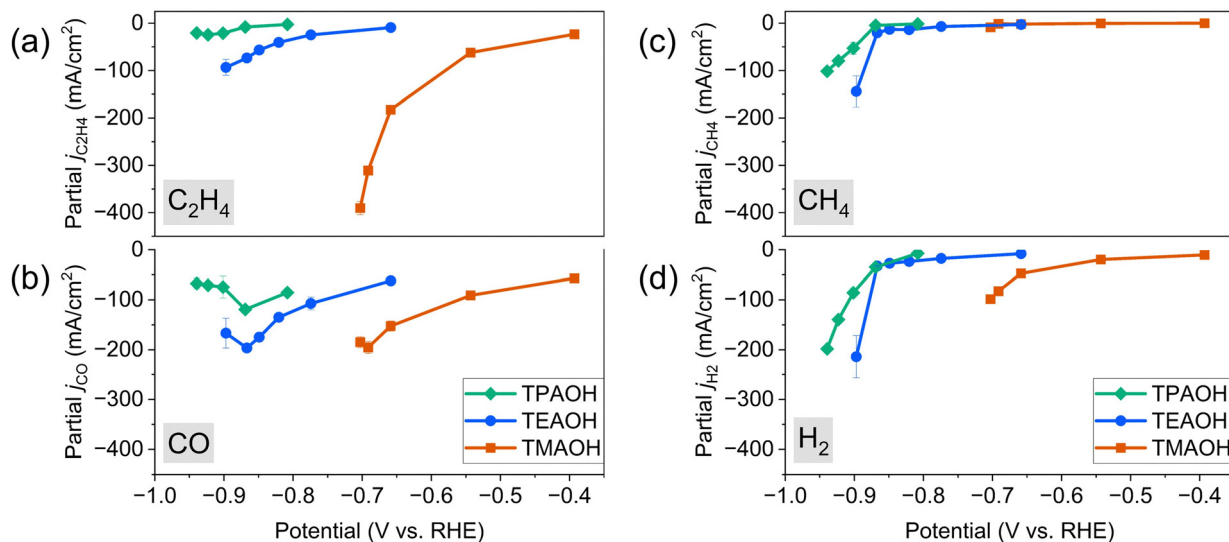 (a)
Partial j_C2H4 (mA/cm²)
0
−100
−200
−300
−400
C₂H₄
(c)
Partial j_CH4 (mA/cm²)
0
−100
−200
−300
−400
CH₄
(b)
Partial j_CO (mA/cm²)
0
−100
−200
−300
−400
CO
TPAOH
TEAOH
TMAOH
−1.0 −0.9 −0.8 −0.7 −0.6 −0.5 −0.4
Potential (V vs. RHE)
(d)
Partial j_H2 (mA/cm²)
0
−100
−200
−300
−400
H₂
TPAOH
TEAOH
TMAOH
−1.0 −0.9 −0.8 −0.7 −0.6 −0.5 −0.4
Potential (V vs. RHE)